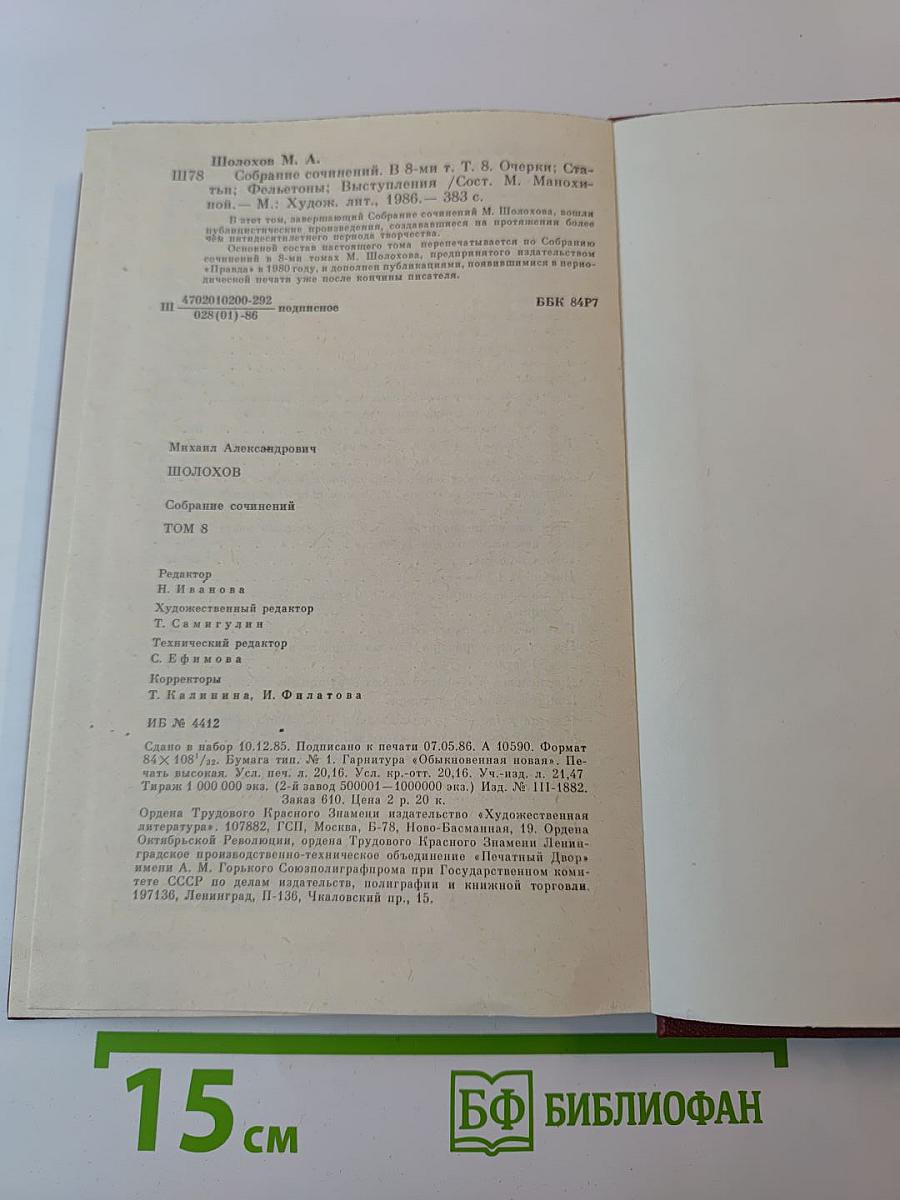 Шолохов М. А.
Ш78 Собрание сочинений. В 8-ми т. Т. 8. Очерки; Ста-
тьи; Фельетоны; Выступления /Сост. М. Манохи-
ной.— М.: Худож. лит., 1986.— 383 с.
В этот том, завершающий Собрание сочинений М. Шолохова, вошли
публицистические произведения, создававшиеся на протяжении более
чем пятидесятилетнего периода творчества.
Основной состав настоящего тома перепечатывается по Собранию
сочинений в 8-ми томах М. Шолохова, предпринятого издательством
«Правда» в 1980 году, и дополнен публикациями, появившимися в перио-
дической печати уже после кончины писателя.
Ш 4702010200-292 / 028(01)-86 подписное ББК 84Р7
Михаил Александрович
ШОЛОХОВ
Собрание сочинений
ТОМ 8
Редактор
Н. Иванова
Художественный редактор
Т. Самигулин
Технический редактор
С. Ефимова
Корректоры
Т. Калинина, И. Филатова
ИБ № 4412
Сдано в набор 10.12.85. Подписано к печати 07.05.86. А 10590. Формат
84×108¹/₃₂. Бумага тип. № 1. Гарнитура «Обыкновенная новая». Пе-
чать высокая. Усл. печ. л. 20,16. Усл. кр.-отт. 20,16. Уч.-изд. л. 21,47
Тираж 1 000 000 экз. (2-й завод 500001—1000000 экз.) Изд. № III-1882.
Заказ 610. Цена 2 р. 20 к.
Ордена Трудового Красного Знамени издательство «Художественная
литература». 107882, ГСП, Москва, Б-78, Ново-Басманная, 19. Ордена
Октябрьской Революции, ордена Трудового Красного Знамени Ленин-
градское производственно-техническое объединение «Печатный Двор»
имени А. М. Горького Союзполиграфпрома при Государственном коми-
тете СССР по делам издательств, полиграфии и книжной торговли.
197136, Ленинград, П-136, Чкаловский пр., 15.
15 см
БФ БИБЛИОФАН